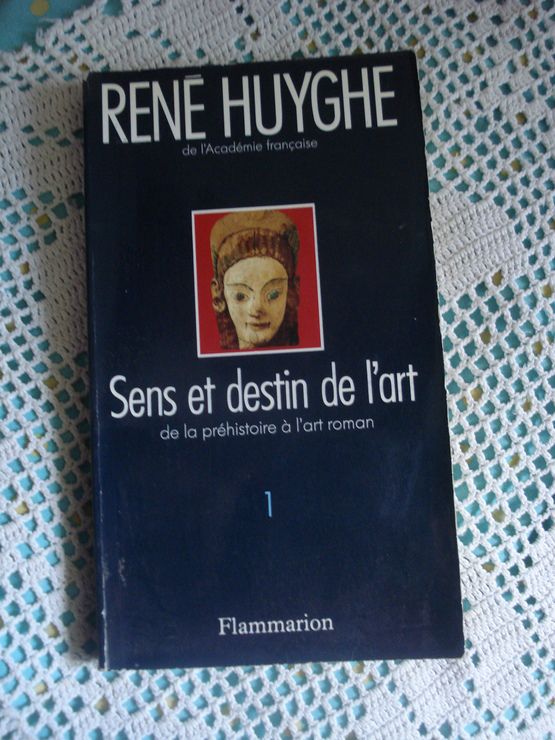 RENÉ HUYGHE
de l'Académie française
Sens et destin de l'art
de la préhistoire à l'art roman
1
Flammarion